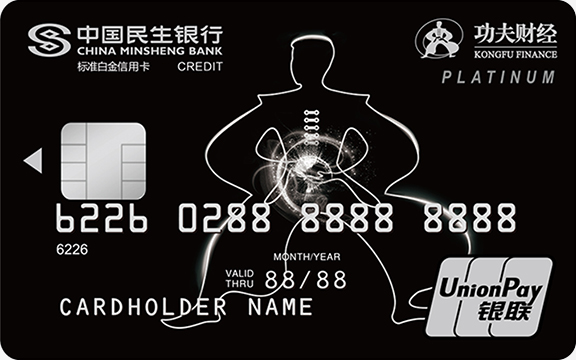 中国民生银行
CHINA MINSHENG BANK
标准白金信用卡 CREDIT
功夫财经
KONGFU FINANCE
PLATINUM
6226 0288 8888 8888
6226
MONTH/YEAR
VALID THRU 88/88
CARDHOLDER NAME
UnionPay
银联